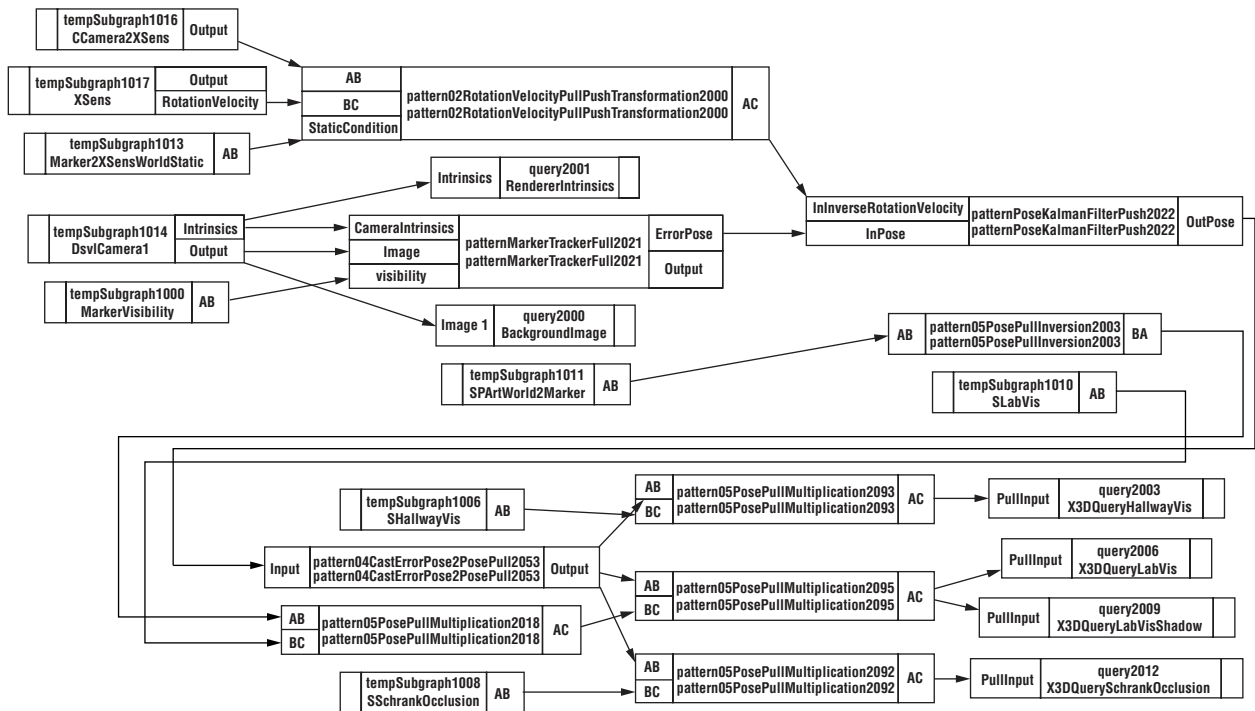 tempSubgraph1016
CCamera2XSens
Output
tempSubgraph1017
XSens
Output
RotationVelocity
tempSubgraph1013
Marker2XSensWorldStatic
AB
AB
BC
StaticCondition
pattern02RotationVelocityPullPushTransformation2000
pattern02RotationVelocityPullPushTransformation2000
AC
Intrinsics
query2001
RendererIntrinsics
tempSubgraph1014
DsvlCamera1
Intrinsics
Output
CameraIntrinsics
Image
visibility
patternMarkerTrackerFull2021
patternMarkerTrackerFull2021
ErrorPose
Output
InInverseRotationVelocity
InPose
patternPoseKalmanFilterPush2022
patternPoseKalmanFilterPush2022
OutPose
tempSubgraph1000
MarkerVisibility
AB
Image 1
query2000
BackgroundImage
AB
pattern05PosePullInversion2003
pattern05PosePullInversion2003
BA
tempSubgraph1011
SPArtWorld2Marker
AB
tempSubgraph1010
SLabVis
AB
tempSubgraph1006
SHallwayVis
AB
AB
BC
pattern05PosePullMultiplication2093
pattern05PosePullMultiplication2093
AC
PullInput
query2003
X3DQueryHallwayVis
Input
pattern04CastErrorPose2PosePull2053
pattern04CastErrorPose2PosePull2053
Output
AB
BC
pattern05PosePullMultiplication2095
pattern05PosePullMultiplication2095
AC
PullInput
query2006
X3DQueryLabVis
PullInput
query2009
X3DQueryLabVisShadow
AB
BC
pattern05PosePullMultiplication2018
pattern05PosePullMultiplication2018
AC
tempSubgraph1008
SSchrankOcclusion
AB
AB
BC
pattern05PosePullMultiplication2092
pattern05PosePullMultiplication2092
AC
PullInput
query2012
X3DQuerySchrankOcclusion